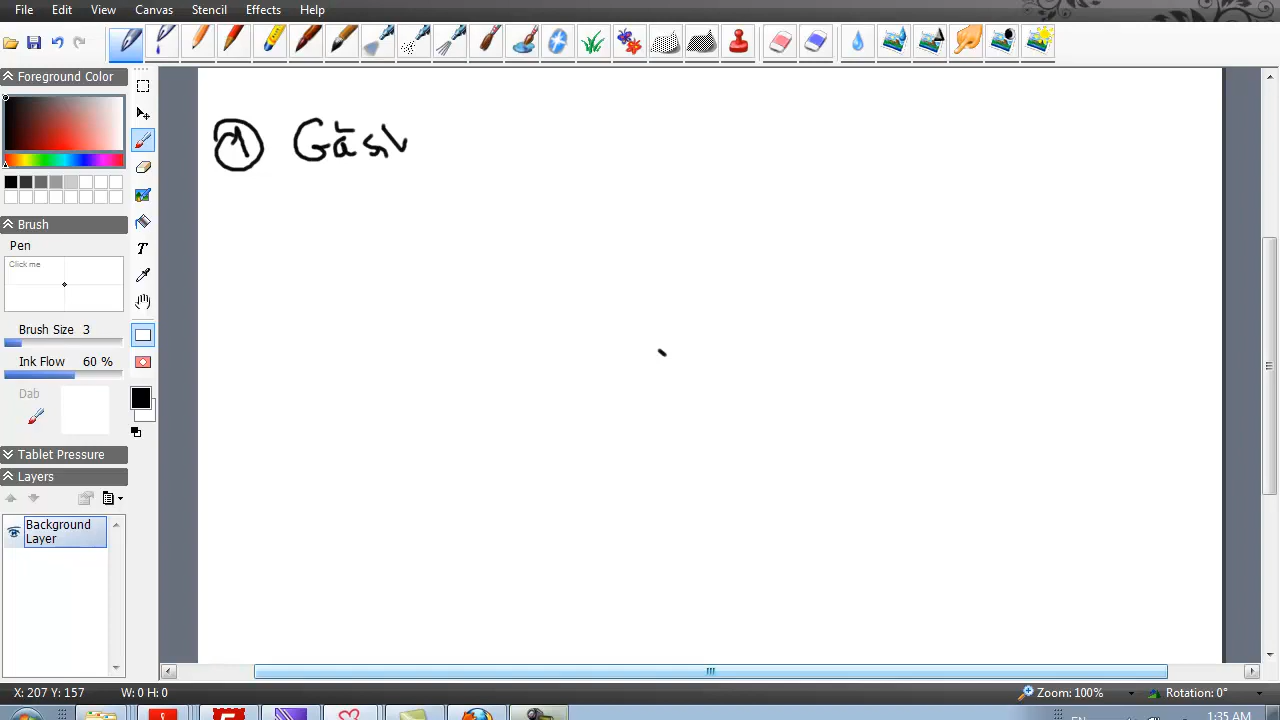 File Edit View Canvas Stencil Effects Help
Foreground Color
Brush
Pen
Click me
Brush Size 3
Ink Flow 60 %
Dab
Tablet Pressure
Layers
Background
Layer
X: 207 Y: 157 W: 0 H: 0 Zoom: 100% Rotation: 0°
EN 1:35 AM